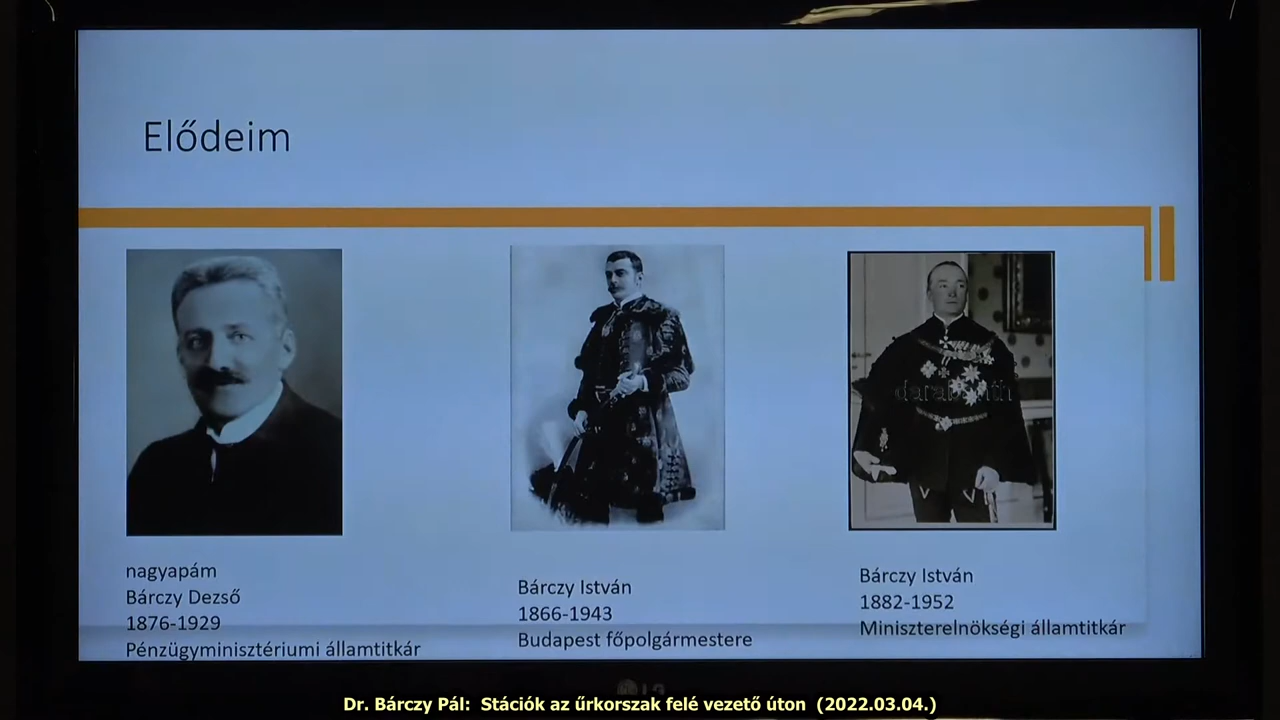 Elődeim
nagyapám
Bárczy Dezső
1876-1929
Pénzügyminisztériumi államtitkár
Bárczy István
1866-1943
Budapest főpolgármestere
Bárczy István
1882-1952
Miniszterelnökségi államtitkár
LG
Dr. Bárczy Pál: Stációk az űrkorszak felé vezető úton (2022.03.04.)